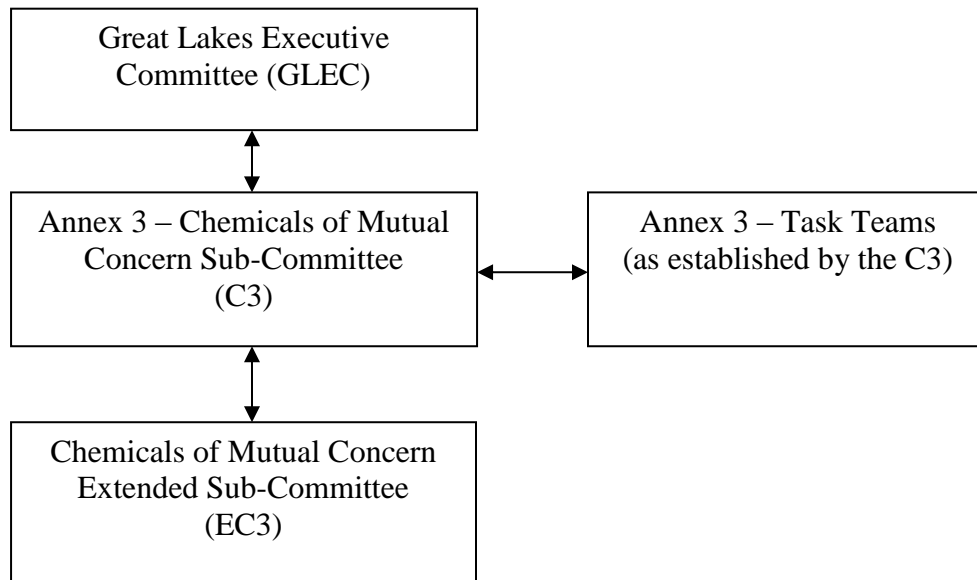 Great Lakes Executive
Committee (GLEC)
Annex 3 – Chemicals of Mutual
Concern Sub-Committee
(C3)
Annex 3 – Task Teams
(as established by the C3)
Chemicals of Mutual Concern
Extended Sub-Committee
(EC3)